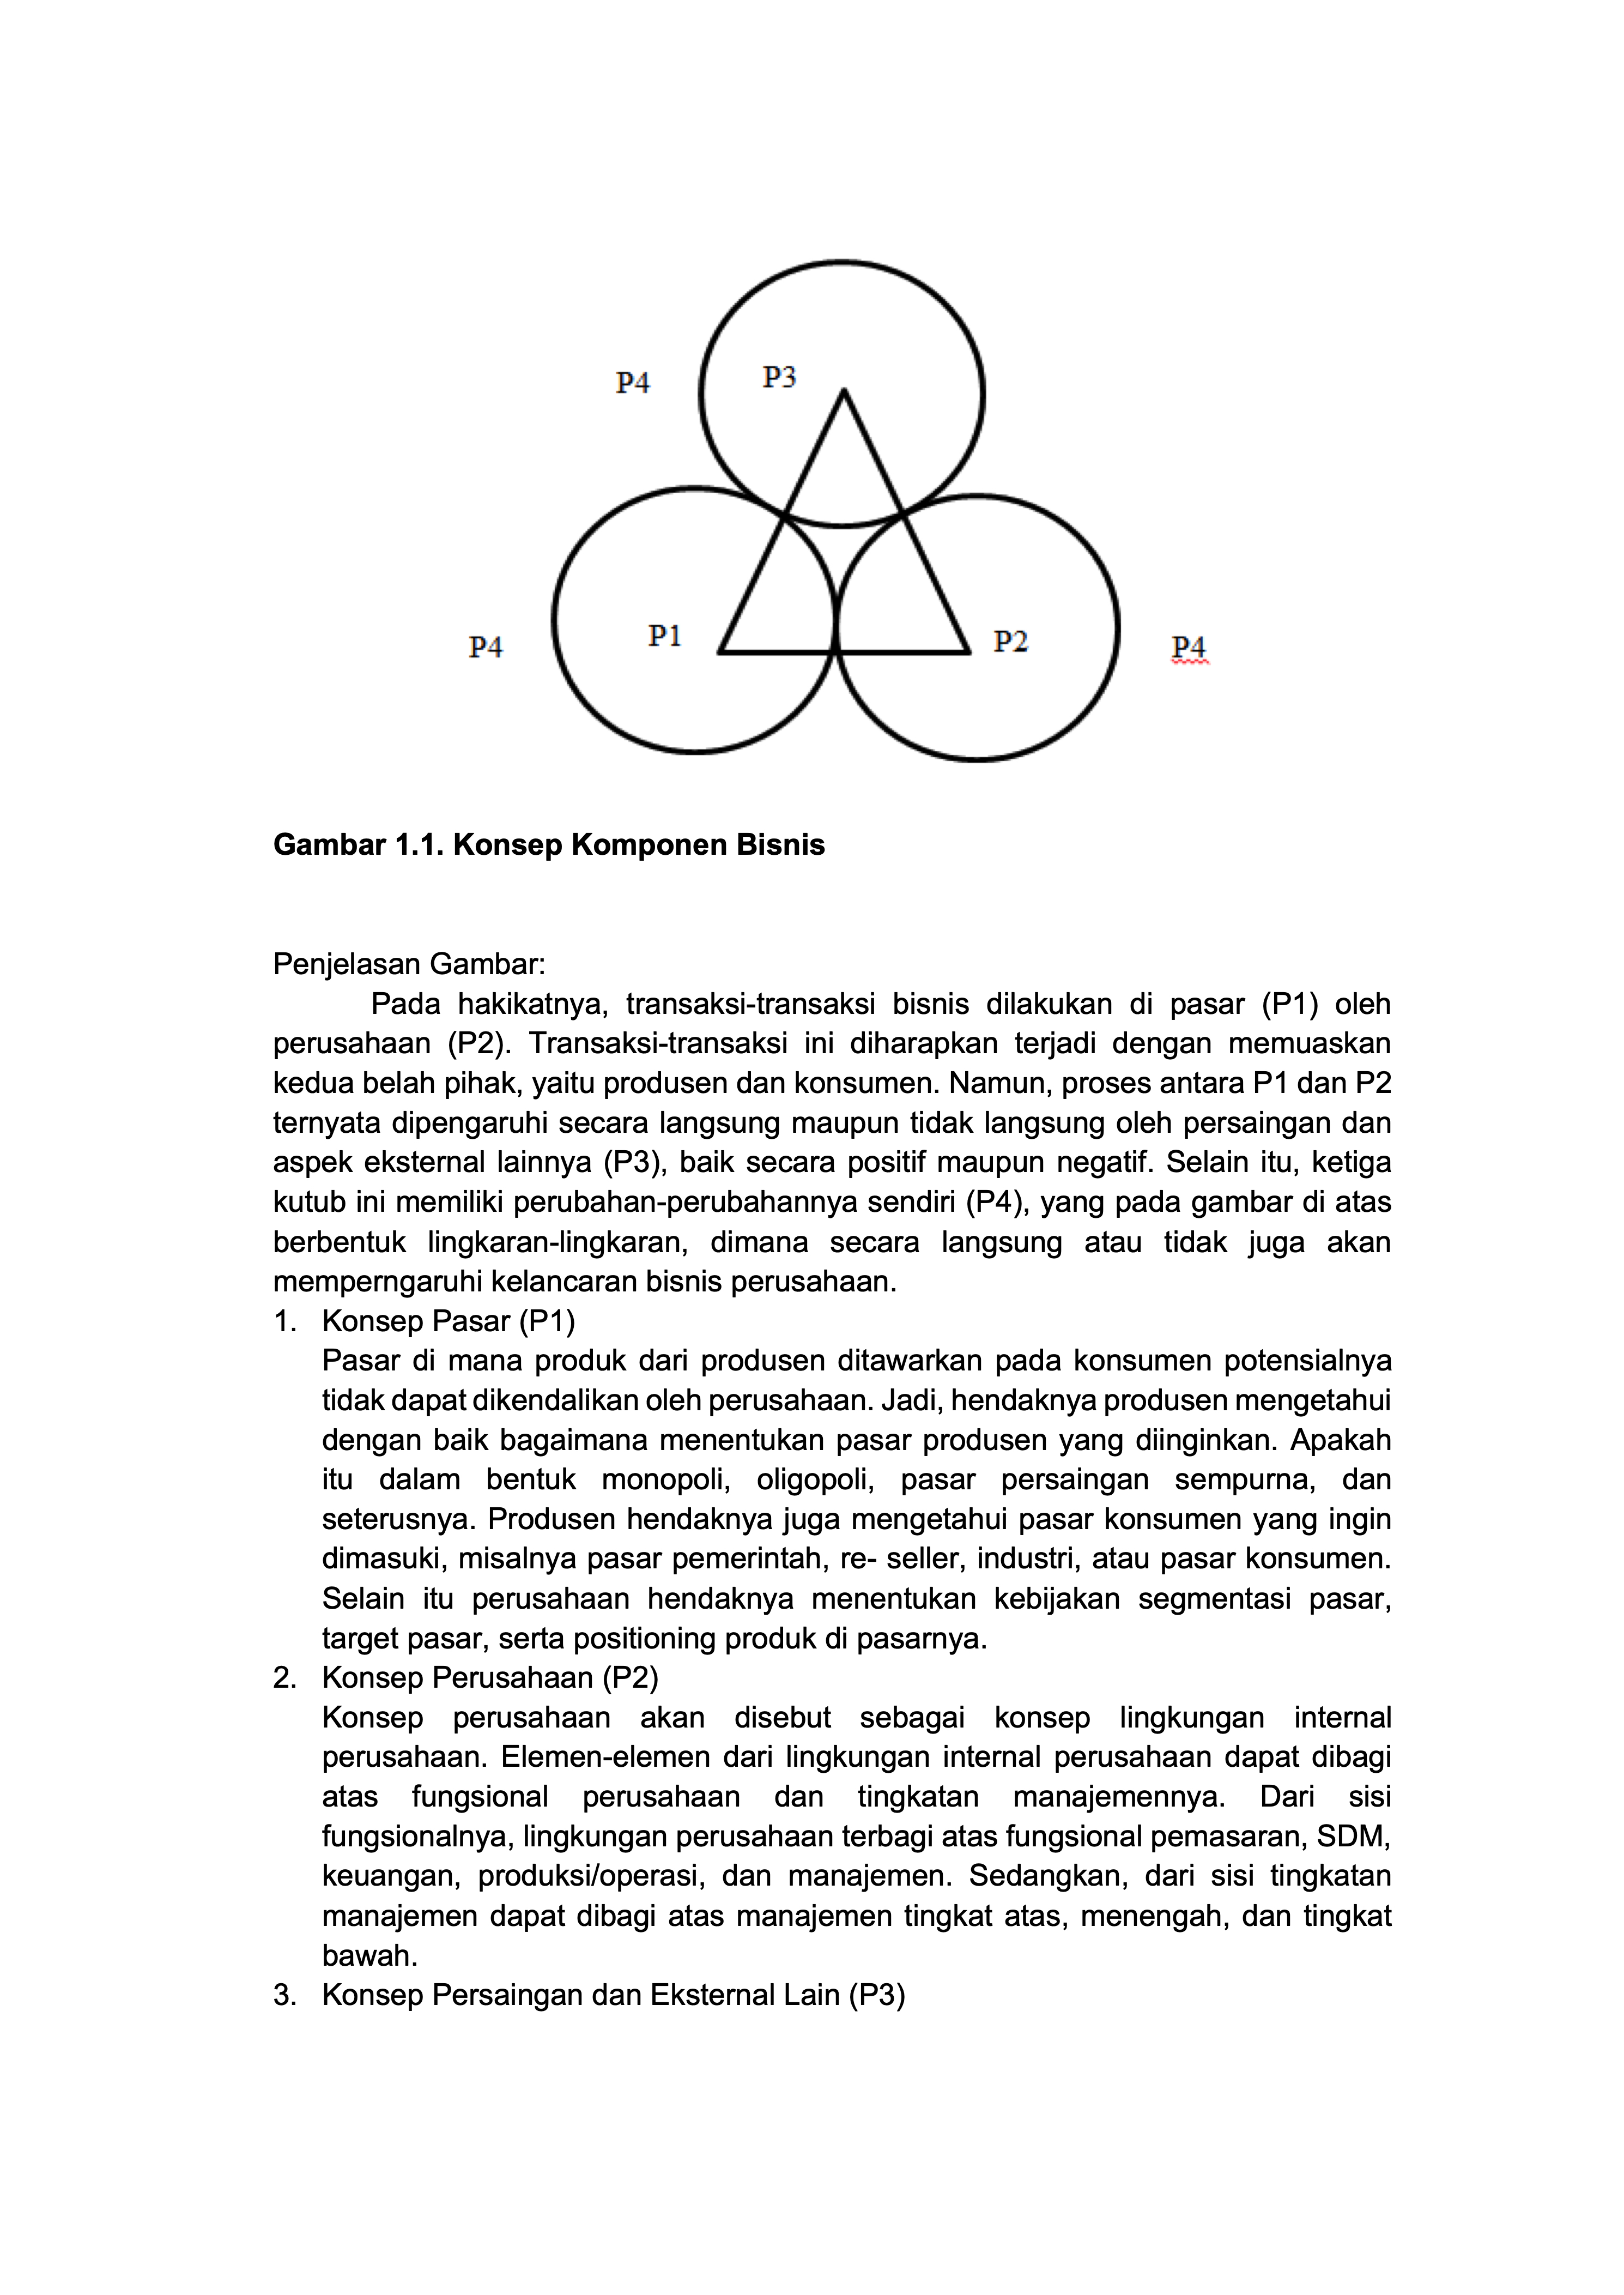 P4
P3
P1
P2
P4
P4
Gambar 1.1. Konsep Komponen Bisnis
Penjelasan Gambar:
Pada hakikatnya, transaksi-transaksi bisnis dilakukan di pasar (P1) oleh
perusahaan (P2). Transaksi-transaksi ini diharapkan terjadi dengan memuaskan
kedua belah pihak, yaitu produsen dan konsumen. Namun, proses antara P1 dan P2
ternyata dipengaruhi secara langsung maupun tidak langsung oleh persaingan dan
aspek eksternal lainnya (P3), baik secara positif maupun negatif. Selain itu, ketiga
kutub ini memiliki perubahan-perubahannya sendiri (P4), yang pada gambar di atas
berbentuk lingkaran-lingkaran, dimana secara langsung atau tidak juga akan
memperngaruhi kelancaran bisnis perusahaan.
1. Konsep Pasar (P1)
Pasar di mana produk dari produsen ditawarkan pada konsumen potensialnya
tidak dapat dikendalikan oleh perusahaan. Jadi, hendaknya produsen mengetahui
dengan baik bagaimana menentukan pasar produsen yang diinginkan. Apakah
itu dalam bentuk monopoli, oligopoli, pasar persaingan sempurna, dan
seterusnya. Produsen hendaknya juga mengetahui pasar konsumen yang ingin
dimasuki, misalnya pasar pemerintah, re- seller, industri, atau pasar konsumen.
Selain itu perusahaan hendaknya menentukan kebijakan segmentasi pasar,
target pasar, serta positioning produk di pasarnya.
2. Konsep Perusahaan (P2)
Konsep perusahaan akan disebut sebagai konsep lingkungan internal
perusahaan. Elemen-elemen dari lingkungan internal perusahaan dapat dibagi
atas fungsional perusahaan dan tingkatan manajemennya. Dari sisi
fungsionalnya, lingkungan perusahaan terbagi atas fungsional pemasaran, SDM,
keuangan, produksi/operasi, dan manajemen. Sedangkan, dari sisi tingkatan
manajemen dapat dibagi atas manajemen tingkat atas, menengah, dan tingkat
bawah.
3. Konsep Persaingan dan Eksternal Lain (P3)